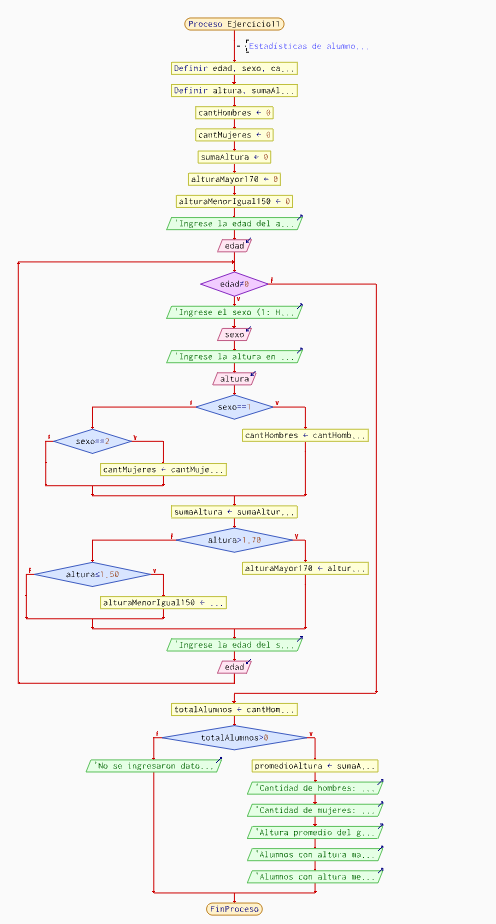 Proceso Ejercicio11
Estadísticas de alumno...
Definir edad, sexo, ca...
Definir altura, sumaAl...
cantHombres ← 0
cantMujeres ← 0
sumaAltura ← 0
alturaMayor170 ← 0
alturaMenorIgual150 ← 0
'Ingrese la edad del a...
edad
edad≠0
F
V
'Ingrese el sexo (1: H...
sexo
'Ingrese la altura en ...
altura
F
sexo==1
V
cantHombres ← cantHomb...
F
sexo==2
V
cantMujeres ← cantMuje...
sumaAltura ← sumaAltur...
F
altura>1.70
V
alturaMayor170 ← altur...
F
altura≤1.50
V
alturaMenorIgual150 ← ...
'Ingrese la edad del s...
edad
totalAlumnos ← cantHom...
F
totalAlumnos>0
V
'No se ingresaron dato...
promedioAltura ← sumaA...
'Cantidad de hombres: ...
'Cantidad de mujeres: ...
'Altura promedio del g...
'Alumnos con altura ma...
'Alumnos con altura me...
FinProceso